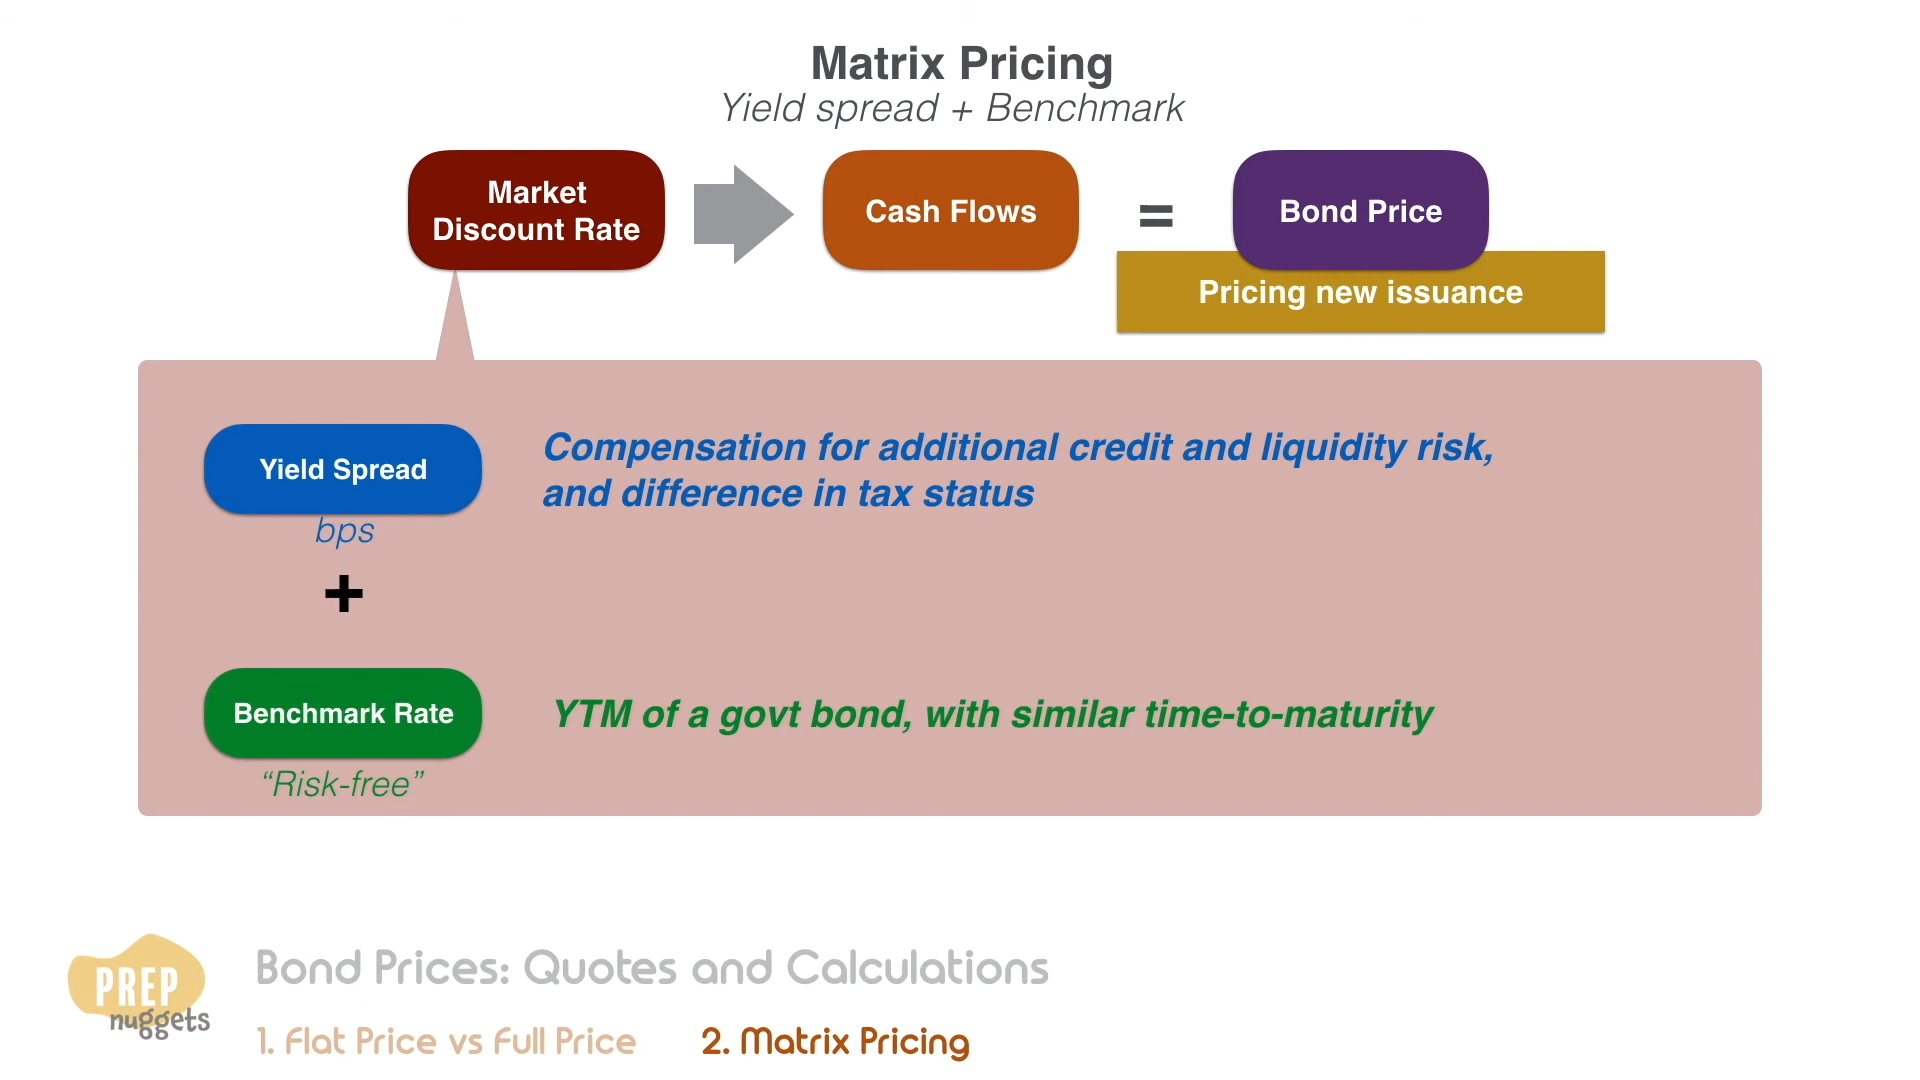 Matrix Pricing
Yield spread + Benchmark
Market
Discount Rate
Cash Flows
=
Bond Price
Pricing new issuance
Yield Spread
bps
Compensation for additional credit and liquidity risk,
and difference in tax status
+
Benchmark Rate
“Risk-free”
YTM of a govt bond, with similar time-to-maturity
PREP
nuggets
Bond Prices: Quotes and Calculations
1. Flat Price vs Full Price
2. Matrix Pricing